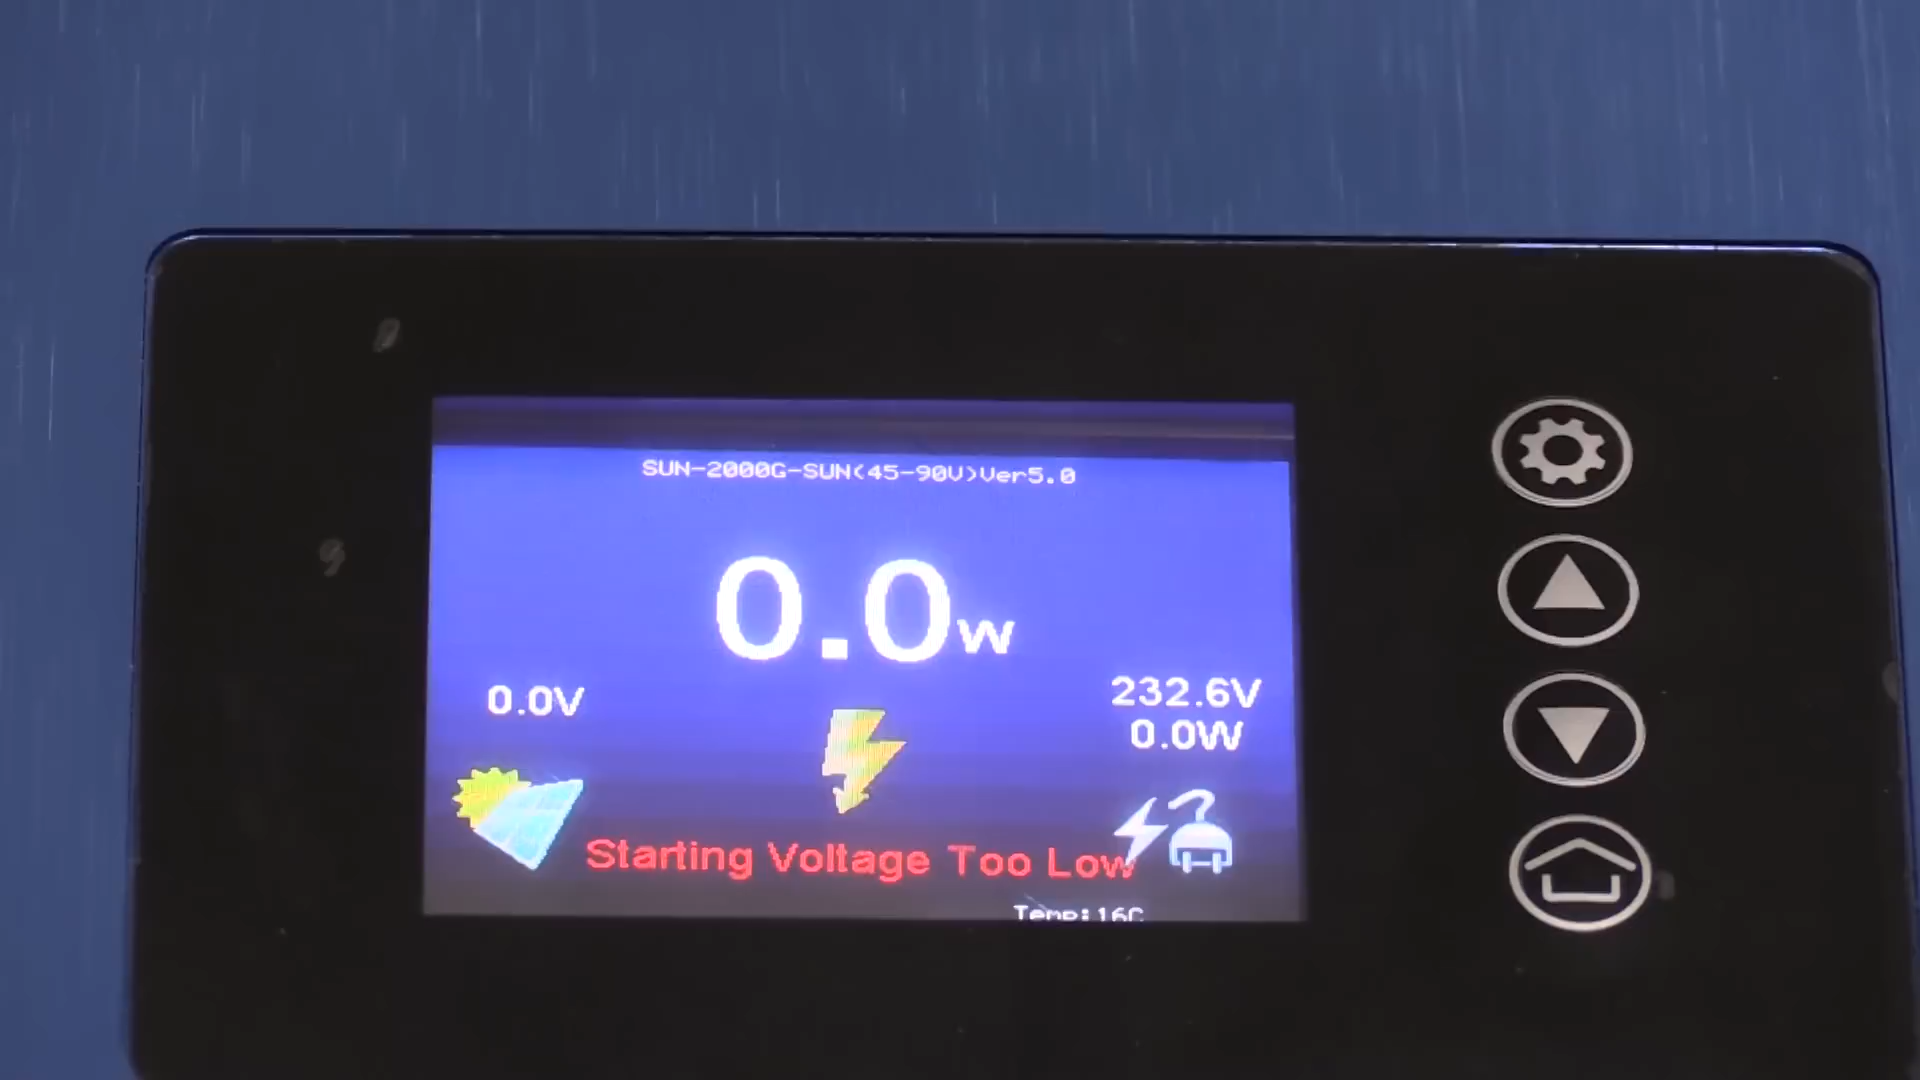 SUN-2000G-SUN(45-90V)Ver5.0
0.0w
0.0V
232.6V
0.0W
Starting Voltage Too Low
Temp:16C